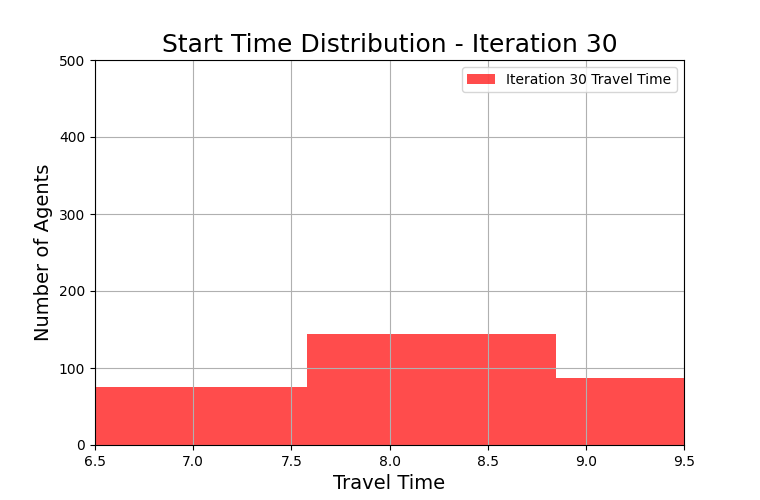 Start Time Distribution - Iteration 30
Iteration 30 Travel Time
Number of Agents
500
400
300
200
100
0
6.5 7.0 7.5 8.0 8.5 9.0 9.5
Travel Time